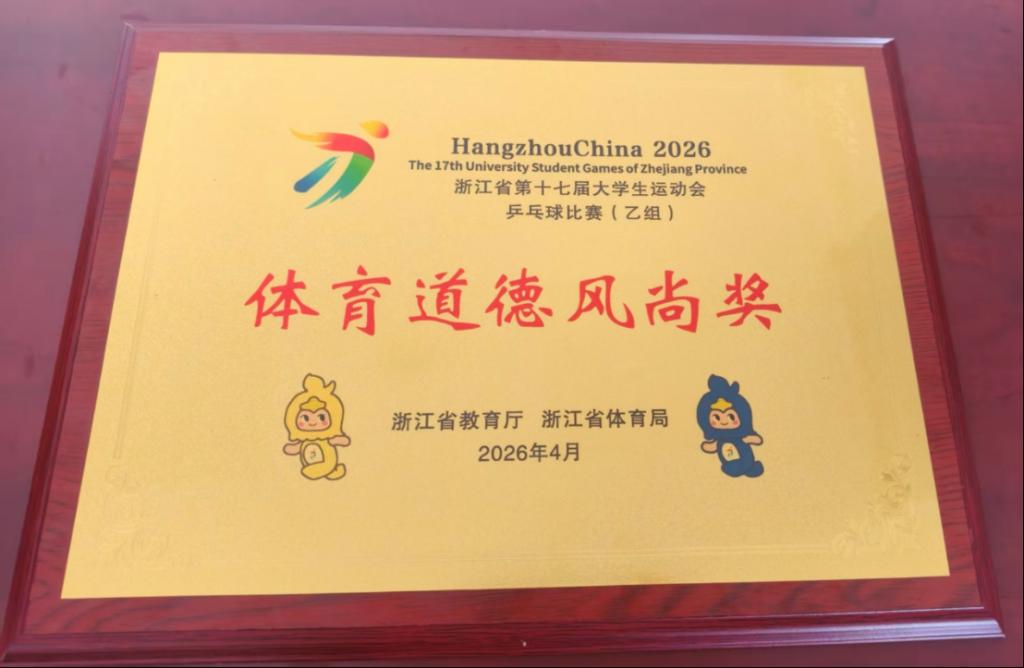 HangzhouChina 2026
The 17th University Student Games of Zhejiang Province
浙江省第十七届大学生运动会
乒乓球比赛（乙组）
体育道德风尚奖
浙江省教育厅 浙江省体育局
2026年4月